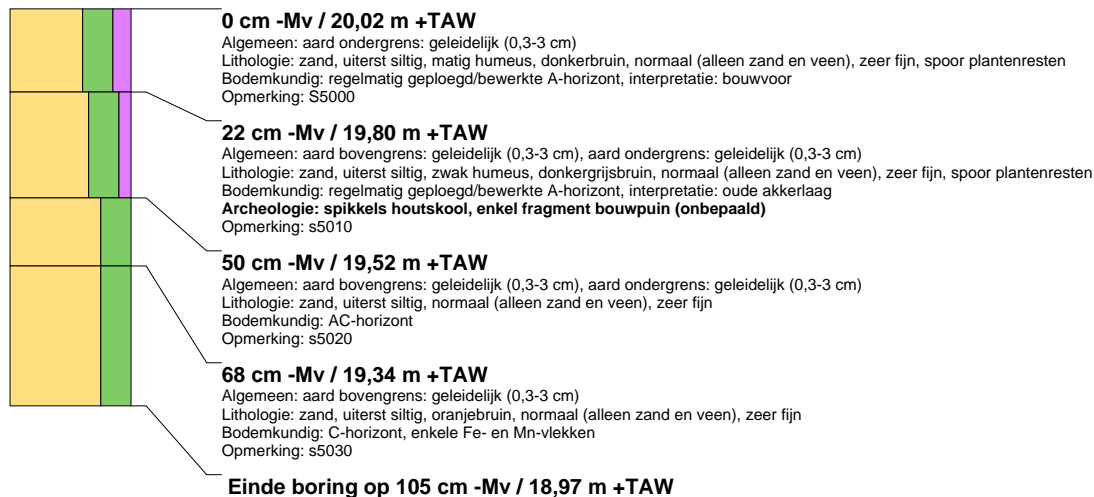 0 cm -Mv / 20,02 m +TAW
Algemeen: aard ondergrens: geleidelijk (0,3-3 cm)
Lithologie: zand, uiterst siltig, matig humeus, donkerbruin, normaal (alleen zand en veen), zeer fijn, spoor plantenresten
Bodemkundig: regelmatig geploegd/bewerkte A-horizont, interpretatie: bouwvoor
Opmerking: S5000
22 cm -Mv / 19,80 m +TAW
Algemeen: aard bovengrens: geleidelijk (0,3-3 cm), aard ondergrens: geleidelijk (0,3-3 cm)
Lithologie: zand, uiterst siltig, zwak humeus, donkergrijsbruin, normaal (alleen zand en veen), zeer fijn, spoor plantenresten
Bodemkundig: regelmatig geploegd/bewerkte A-horizont, interpretatie: oude akkerlaag
Archeologie: spikkels houtskool, enkel fragment bouwpuin (onbepaald)
Opmerking: s5010
50 cm -Mv / 19,52 m +TAW
Algemeen: aard bovengrens: geleidelijk (0,3-3 cm), aard ondergrens: geleidelijk (0,3-3 cm)
Lithologie: zand, uiterst siltig, normaal (alleen zand en veen), zeer fijn
Bodemkundig: AC-horizont
Opmerking: s5020
68 cm -Mv / 19,34 m +TAW
Algemeen: aard bovengrens: geleidelijk (0,3-3 cm)
Lithologie: zand, uiterst siltig, oranjebruin, normaal (alleen zand en veen), zeer fijn
Bodemkundig: C-horizont, enkele Fe- en Mn-vlekken
Opmerking: s5030
Einde boring op 105 cm -Mv / 18,97 m +TAW